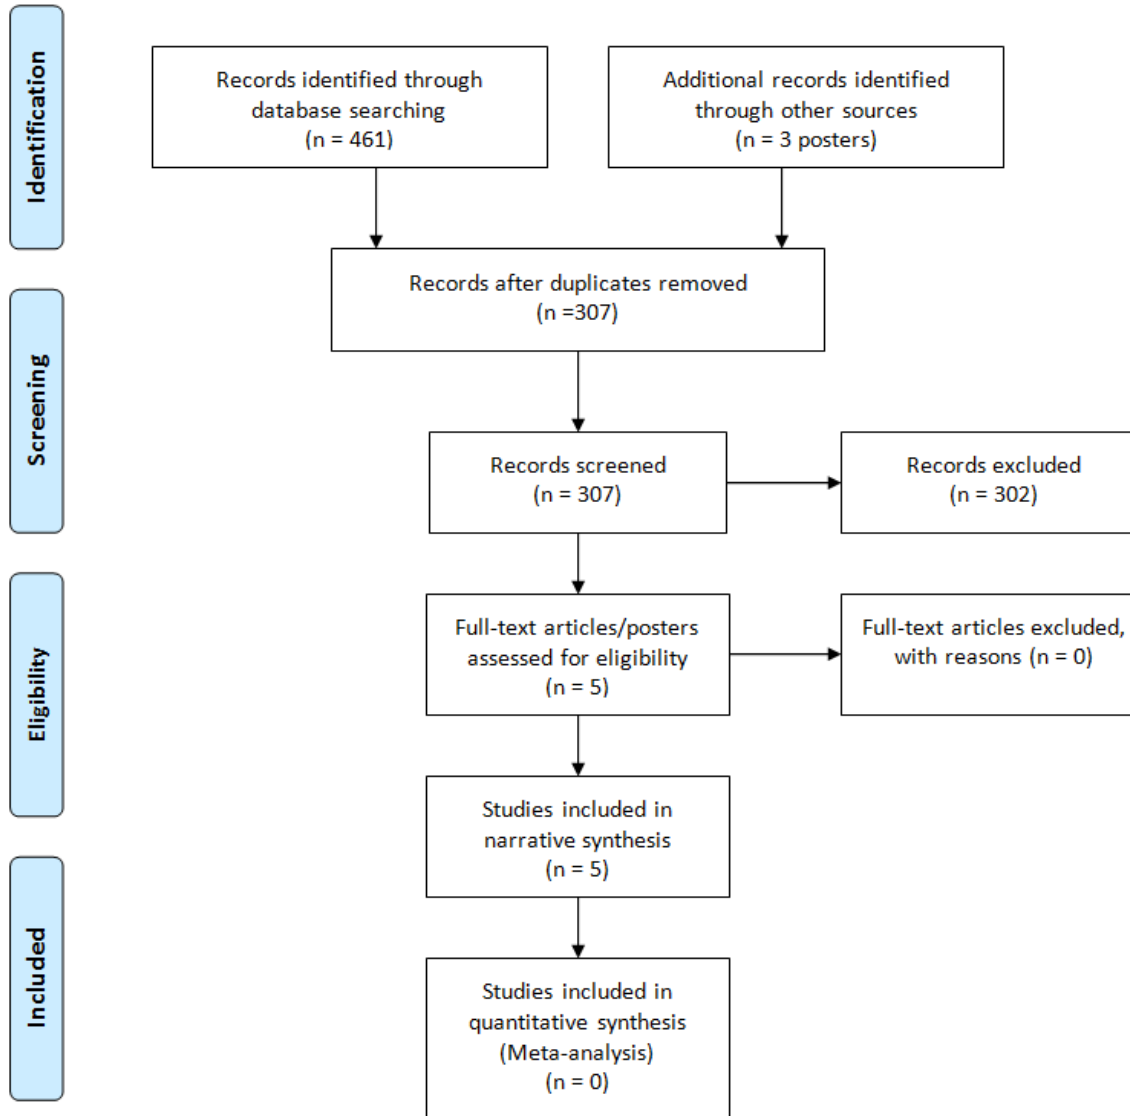 Identification
Records identified through
database searching
(n = 461)
Additional records identified
through other sources
(n = 3 posters)
Records after duplicates removed
(n =307)
Screening
Records screened
(n = 307)
Records excluded
(n = 302)
Eligibility
Full-text articles/posters
assessed for eligibility
(n = 5)
Full-text articles excluded,
with reasons (n = 0)
Studies included in
narrative synthesis
(n = 5)
Included
Studies included in
quantitative synthesis
(Meta-analysis)
(n = 0)